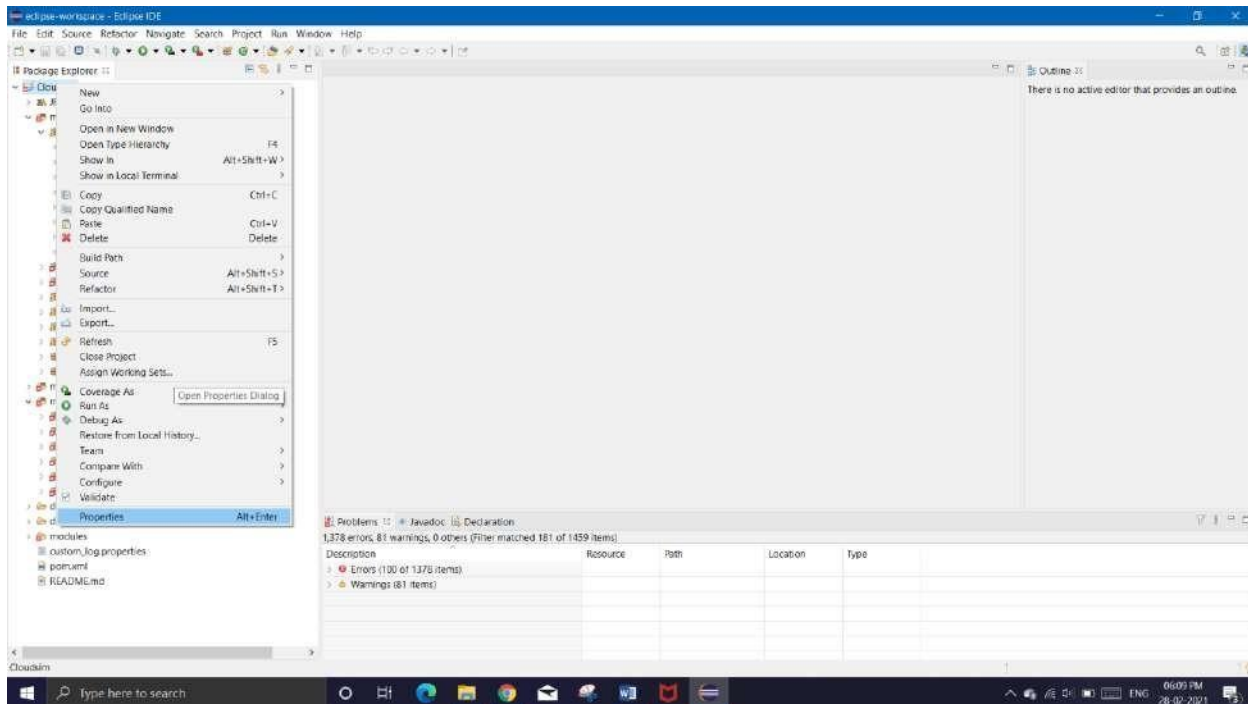 eclipse-workspace - Eclipse IDE
File Edit Source Refactor Navigate Search Project Run Window Help
Package Explorer
Outline
There is no active editor that provides an outline.
Clou
New
Go Into
Open in New Window
Open Type Hierarchy F4
Show In Alt+Shift+W >
Show in Local Terminal >
Copy Ctrl+C
Copy Qualified Name
Paste Ctrl+V
Delete Delete
Build Path >
Source Alt+Shift+S >
Refactor Alt+Shift+T >
Import...
Export...
Refresh F5
Close Project
Assign Working Sets...
Coverage As
Open Properties Dialog
Run As
Debug As >
Restore from Local History...
Team >
Compare With >
Configure >
Validate
Properties Alt+Enter
modules
custom_log.properties
pom.xml
README.md
Problems Javadoc Declaration
1,378 errors, 81 warnings, 0 others (Filter matched 181 of 1459 items)
Description Resource Path Location Type
Errors (100 of 1378 items)
Warnings (81 items)
Cloudsim
Type here to search
ENG
06:09 PM
28-02-2021